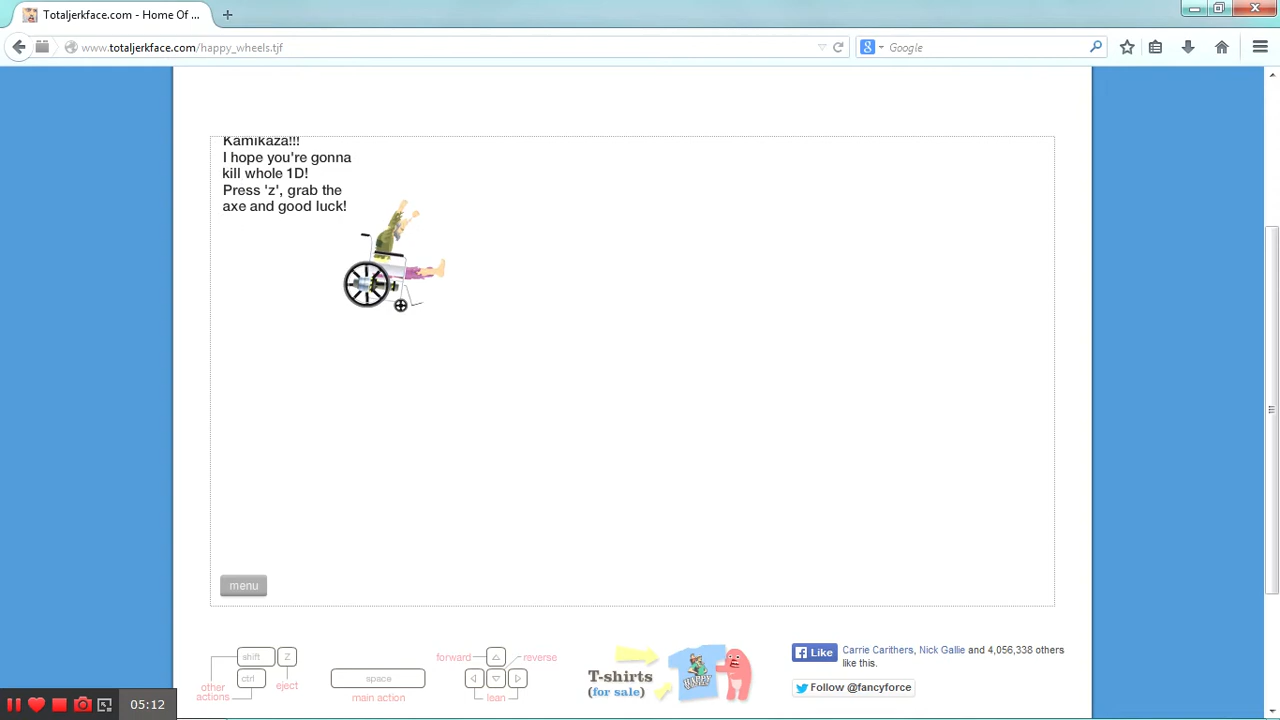 Totaljerkface.com - Home Of ...
www.totaljerkface.com/happy_wheels.tjf
Google
Kamikaza!!!
I hope you're gonna
kill whole 1D!
Press 'z', grab the
axe and good luck!
menu
shift Z
ctrl
other
actions
eject
space
main action
forward
reverse
lean
T-shirts
(for sale)
Like
Carrie Carithers, Nick Gallie and 4,056,338 others
like this.
Follow @fancyforce
05:12